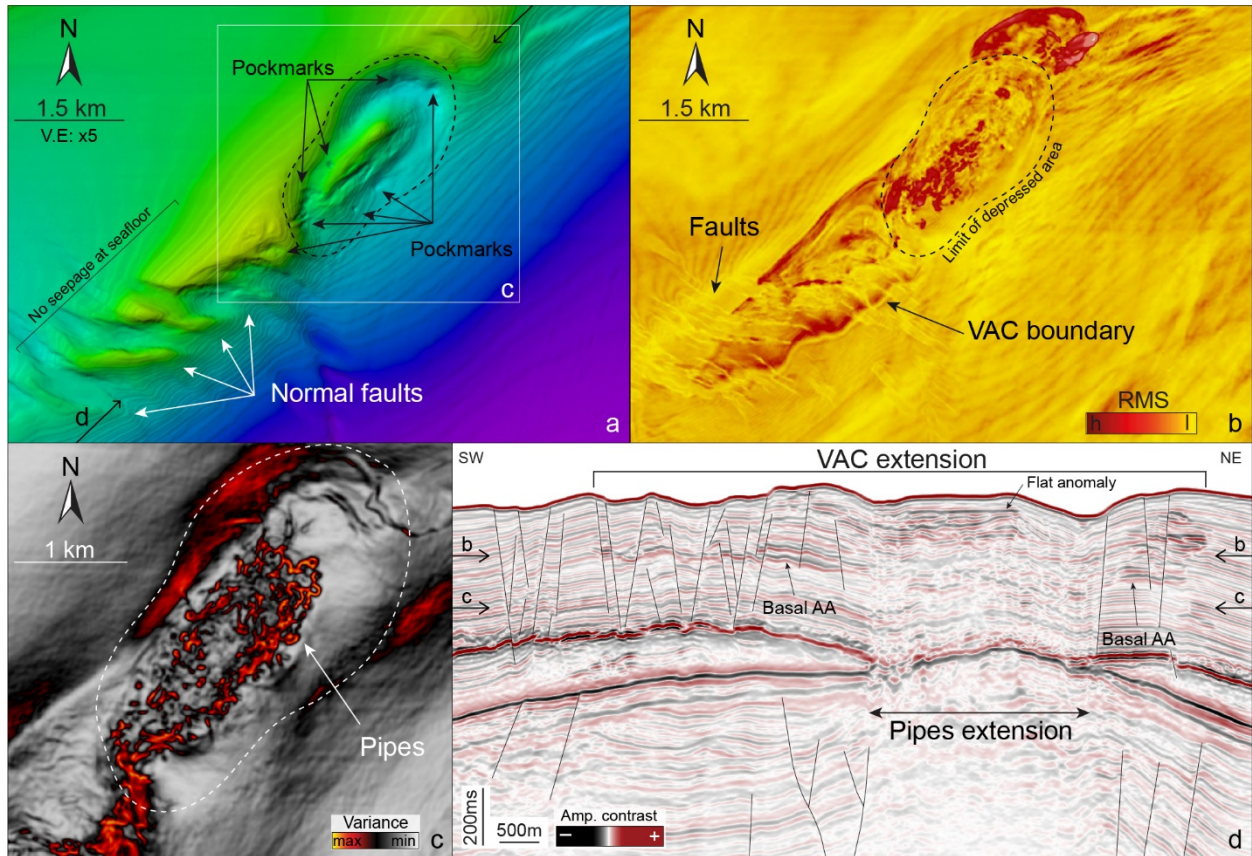 N
1.5 km
V.E: x5
Pockmarks
Pockmarks
No seepage at seafloor
c
Normal faults
d
a
N
1.5 km
Limit of depressed area
Faults
VAC boundary
RMS
h l
b
N
1 km
Pipes
Variance
max min
c
SW NE
VAC extension
Flat anomaly
b b
Basal AA
c c
Basal AA
Pipes extension
200ms
500m
Amp. contrast
− +
d